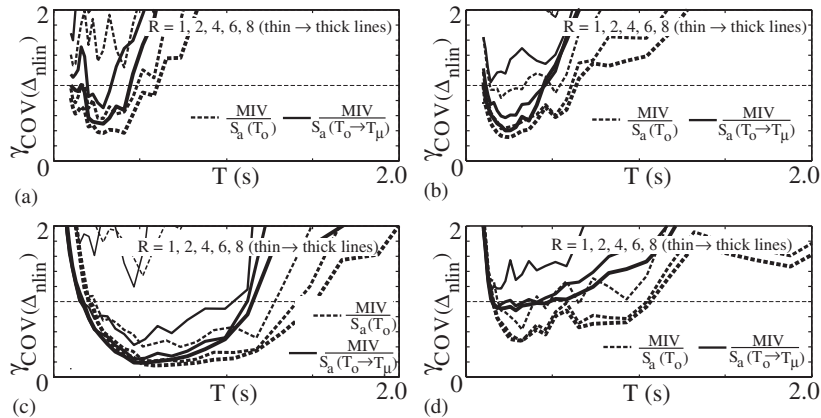 2
R = 1, 2, 4, 6, 8 (thin → thick lines)
γCOV(Δnlin)
MIV
Sa(To)
MIV
Sa(To→Tμ)
0
T (s)
2.0
(a)
2
R = 1, 2, 4, 6, 8 (thin → thick lines)
γCOV(Δnlin)
MIV
Sa(To)
MIV
Sa(To→Tμ)
0
T (s)
2.0
(b)
2
R = 1, 2, 4, 6, 8 (thin → thick lines)
γCOV(Δnlin)
MIV
Sa(To)
MIV
Sa(To→Tμ)
0
T (s)
2.0
(c)
2
R = 1, 2, 4, 6, 8 (thin → thick lines)
γCOV(Δnlin)
MIV
Sa(To)
MIV
Sa(To→Tμ)
0
T (s)
2.0
(d)